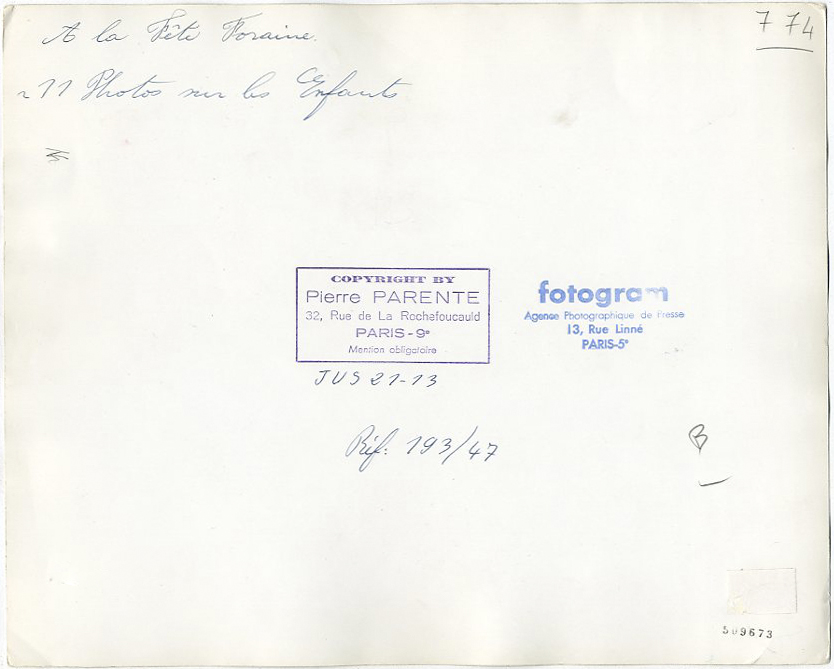 A la Fête Foraine.
7 74
11 Photos sur les Enfants
COPYRIGHT BY
Pierre PARENTE
32, Rue de La Rochefoucauld
PARIS-9e
Mention obligatoire
fotogram
Agence Photographique de Presse
13, Rue Linné
PARIS-5e
JUS 21-13
Réf: 193/47
B
509673